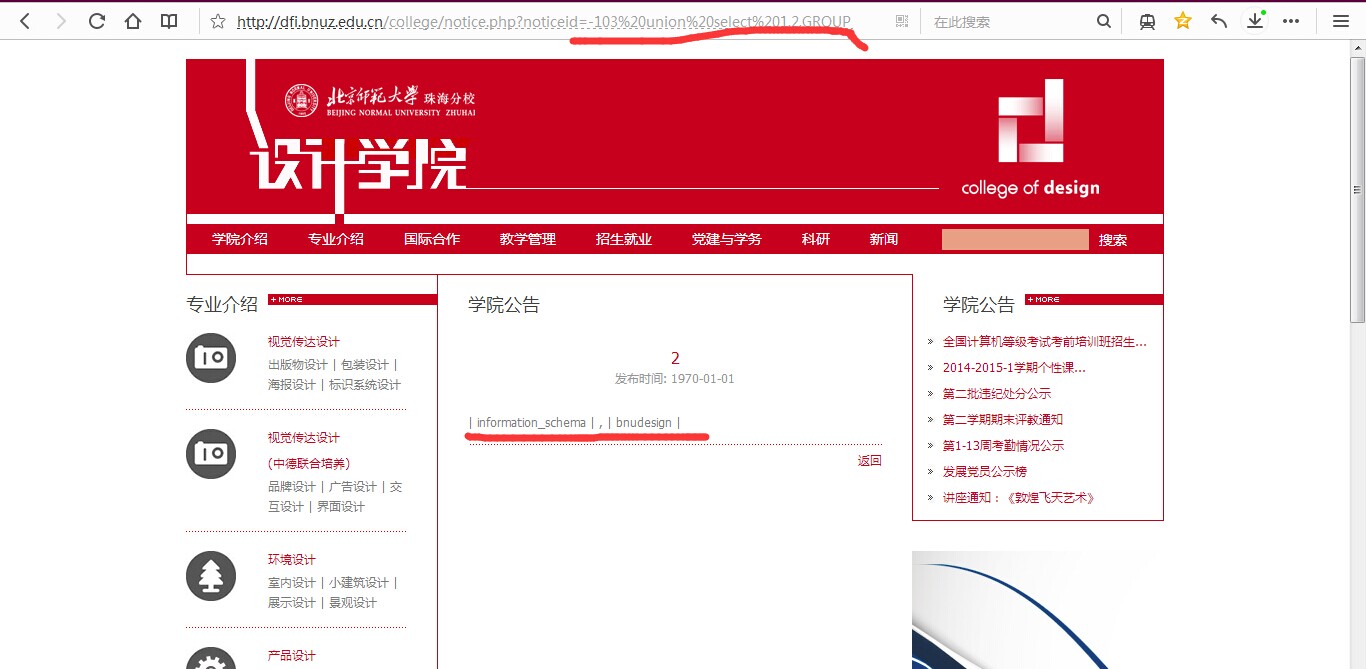 http://dfi.bnuz.edu.cn/college/notice.php?noticeid=-103%20union%20select%201,2,GROUP
在此搜索
北京师范大学 珠海分校
BEIJING NORMAL UNIVERSITY ZHUHAI
设计学院
college of design
学院介绍 专业介绍 国际合作 教学管理 招生就业 党建与学务 科研 新闻 搜索
专业介绍 + MORE
视觉传达设计
出版物设计 | 包装设计 |
海报设计 | 标识系统设计
视觉传达设计
(中德联合培养)
品牌设计 | 广告设计 | 交
互设计 | 界面设计
环境设计
室内设计 | 小建筑设计 |
展示设计 | 景观设计
产品设计
学院公告
2
发布时间: 1970-01-01
| information_schema | , | bnudesign |
返回
学院公告 + MORE
» 全国计算机等级考试考前培训班招生...
» 2014-2015-1学期个性课...
» 第二批违纪处分公示
» 第二学期期末评教通知
» 第1-13周考勤情况公示
» 发展党员公示榜
» 讲座通知：《敦煌飞天艺术》